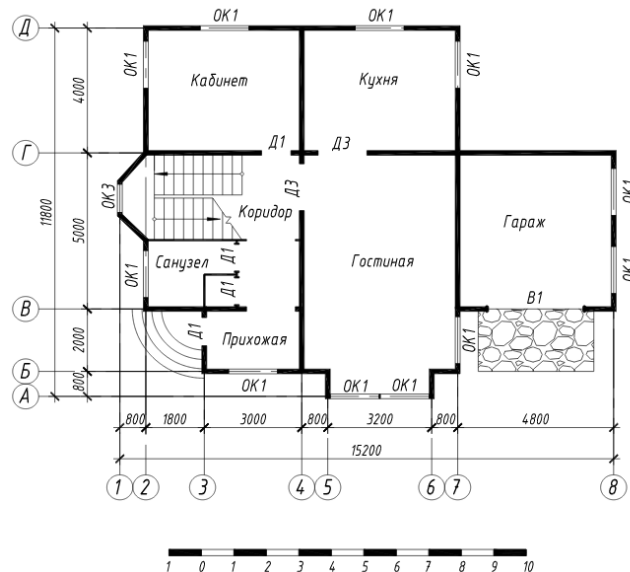 ОК1 ОК1
Д
ОК1 Кабинет Кухня ОК1
4000
Д1 Д3
Г
ОК3 Коридор Д3 Гараж ОК1
11800 5000
Санузел Д1 Гостиная
ОК1 Д1 ОК1
В В1
2000 Д1 Прихожая ОК1
Б
ОК1 ОК1 ОК1
800
А
800 1800 3000 800 3200 800 4800
15200
1 2 3 4 5 6 7 8
1 0 1 2 3 4 5 6 7 8 9 10